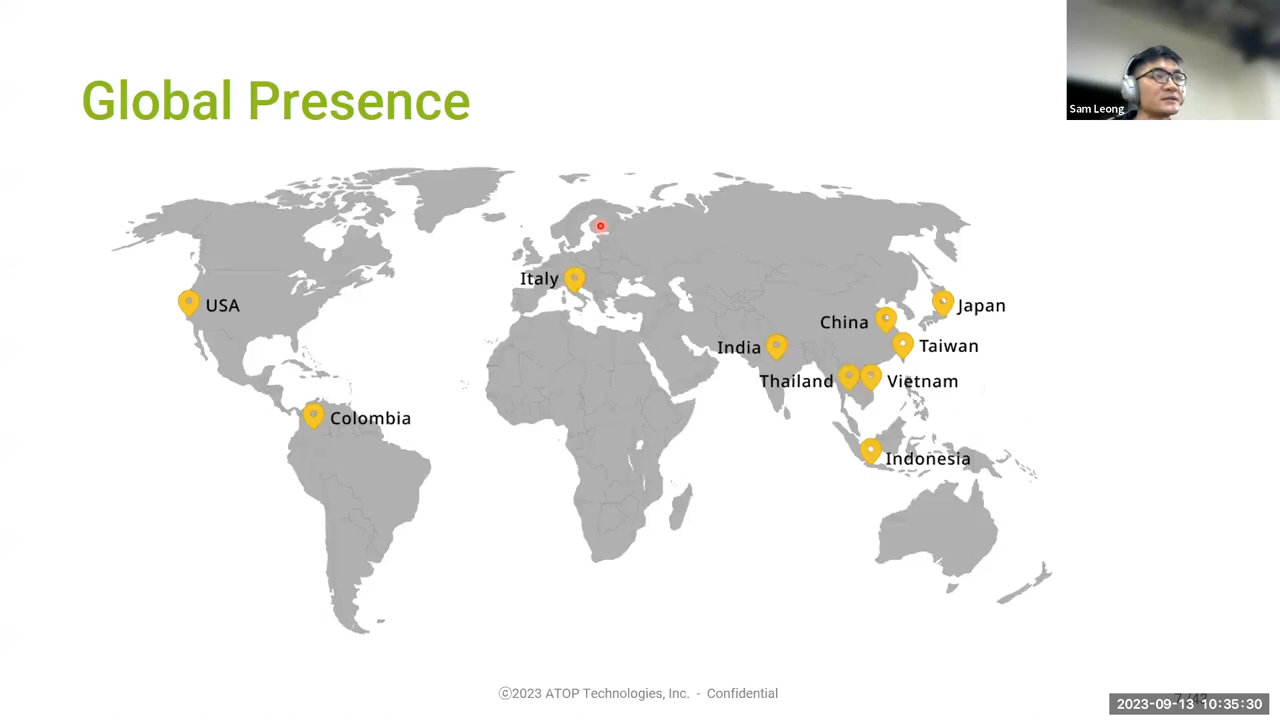 Global Presence
Sam Leong
Italy
USA
Japan
China
India
Taiwan
Thailand
Vietnam
Colombia
Indonesia
©2023 ATOP Technologies, Inc. - Confidential
2023-09-13 10:35:30